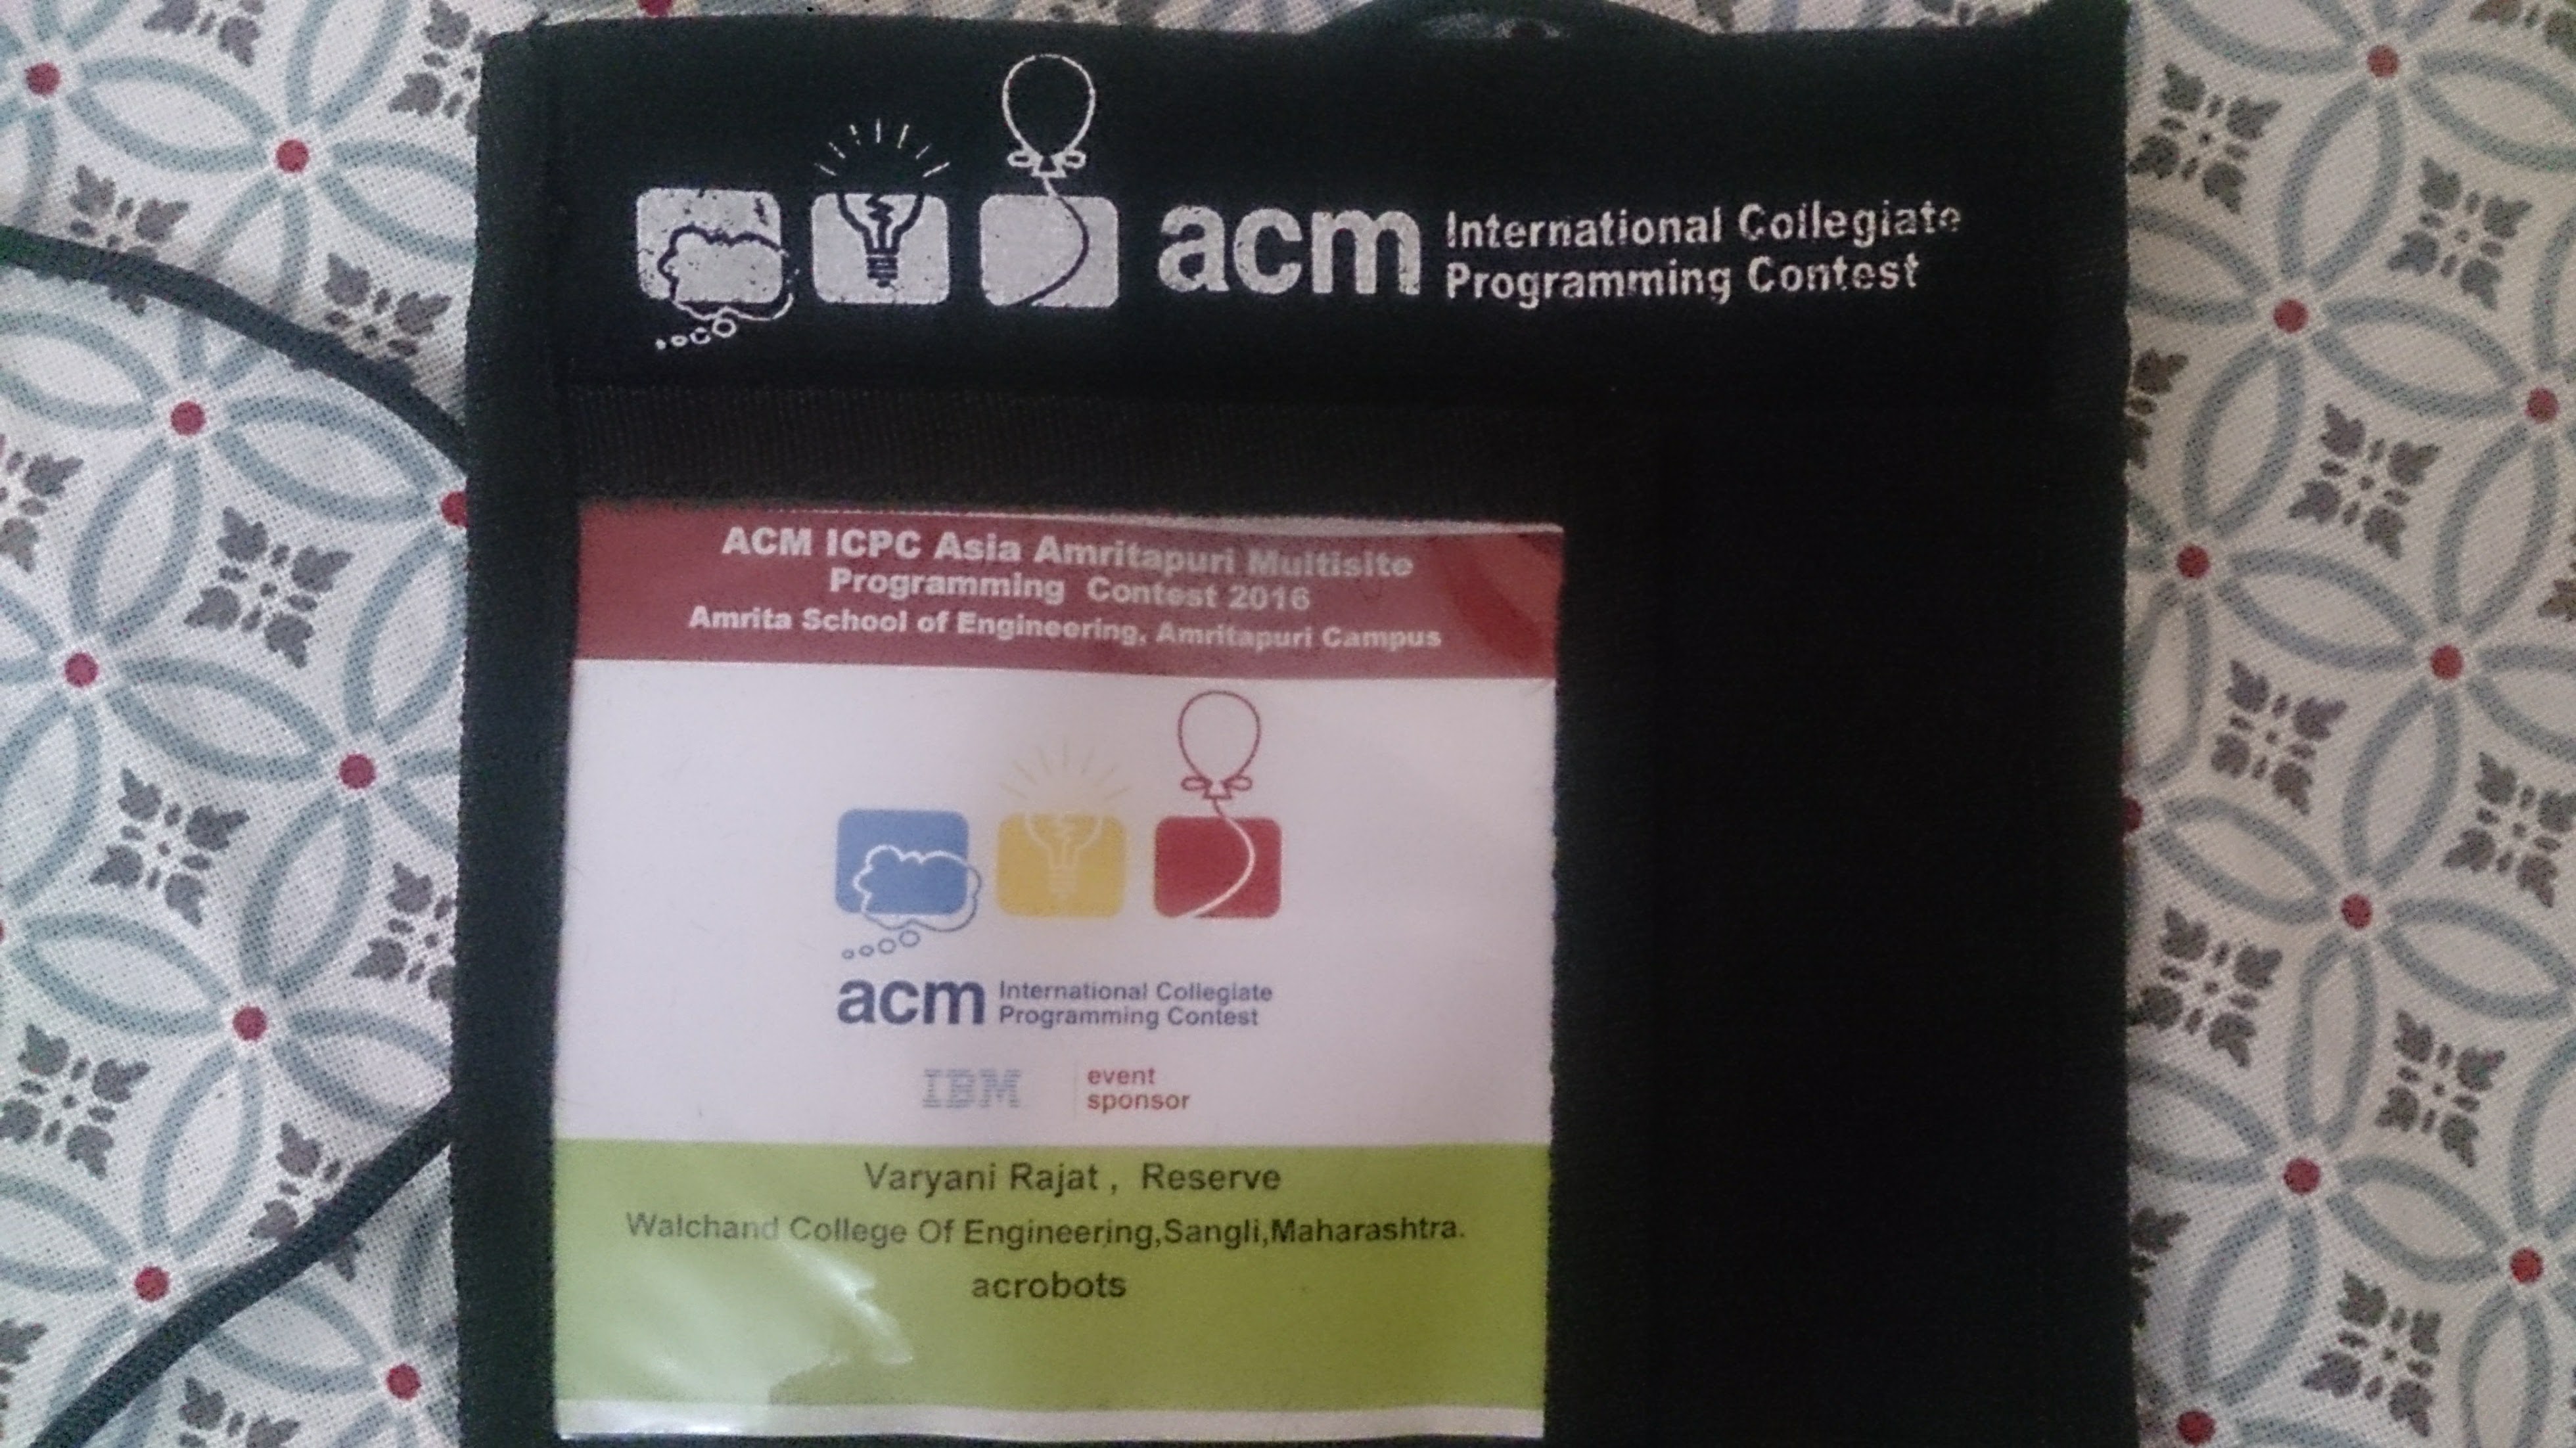 acm International Collegiate
Programming Contest
ACM ICPC Asia Amritapuri Multisite
Programming Contest 2016
Amrita School of Engineering, Amritapuri Campus
acm International Collegiate
Programming Contest
IBM event
sponsor
Varyani Rajat , Reserve
Walchand College Of Engineering,Sangli,Maharashtra.
acrobots